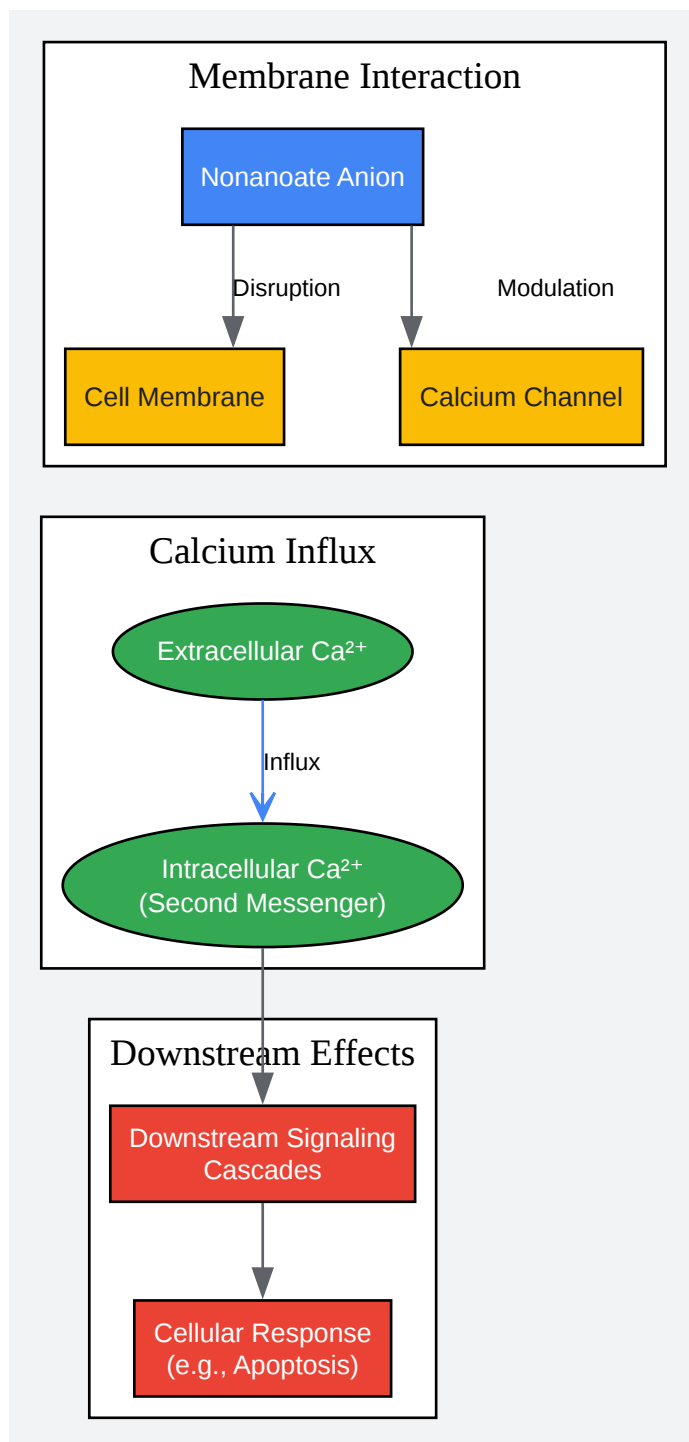 Membrane Interaction
Nonanoate Anion
Disruption
Modulation
Cell Membrane
Calcium Channel
Calcium Influx
Extracellular Ca²⁺
Influx
Intracellular Ca²⁺
(Second Messenger)
Downstream Effects
Downstream Signaling
Cascades
Cellular Response
(e.g., Apoptosis)